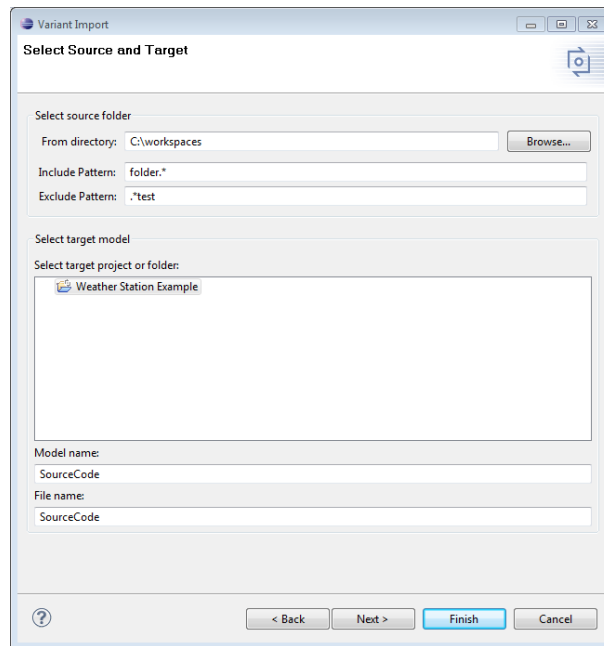 Variant Import
Select Source and Target
Select source folder
From directory: C:\workspaces Browse...
Include Pattern: folder.*
Exclude Pattern: .*test
Select target model
Select target project or folder:
Weather Station Example
Model name:
SourceCode
File name:
SourceCode
? < Back Next > Finish Cancel